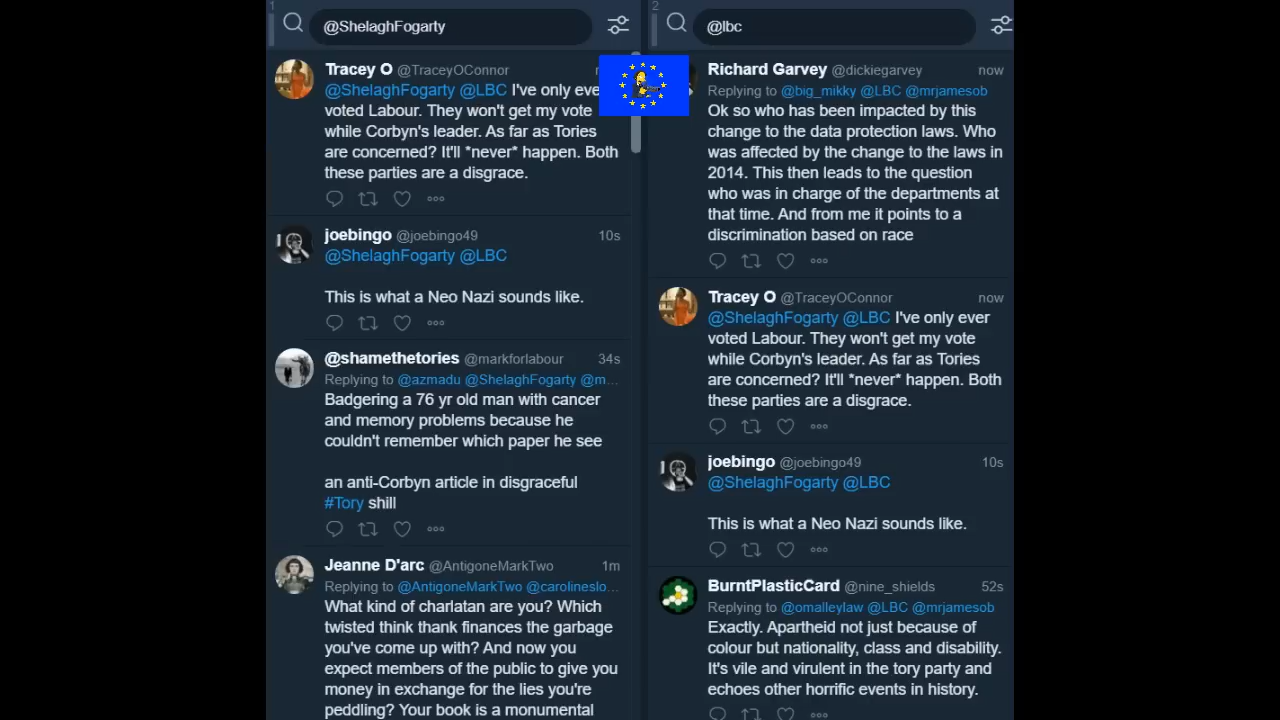 1
@ShelaghFogarty
Tracey O @TraceyOConnor
@ShelaghFogarty @LBC I've only eve
voted Labour. They won't get my vote
while Corbyn's leader. As far as Tories
are concerned? It'll *never* happen. Both
these parties are a disgrace.
joebingo @joebingo49 10s
@ShelaghFogarty @LBC
This is what a Neo Nazi sounds like.
@shamethetories @markforlabour 34s
Replying to @azmadu @ShelaghFogarty @m...
Badgering a 76 yr old man with cancer
and memory problems because he
couldn't remember which paper he see
an anti-Corbyn article in disgraceful
#Tory shill
Jeanne D'arc @AntigoneMarkTwo 1m
Replying to @AntigoneMarkTwo @carolineslo...
What kind of charlatan are you? Which
twisted think thank finances the garbage
you've come up with? And now you
expect members of the public to give you
money in exchange for the lies you're
peddling? Your book is a monumental
2
@lbc
Richard Garvey @dickiegarvey now
Replying to @big_mikky @LBC @mrjamesob
Ok so who has been impacted by this
change to the data protection laws. Who
was affected by the change to the laws in
2014. This then leads to the question
who was in charge of the departments at
that time. And from me it points to a
discrimination based on race
Tracey O @TraceyOConnor now
@ShelaghFogarty @LBC I've only ever
voted Labour. They won't get my vote
while Corbyn's leader. As far as Tories
are concerned? It'll *never* happen. Both
these parties are a disgrace.
joebingo @joebingo49 10s
@ShelaghFogarty @LBC
This is what a Neo Nazi sounds like.
BurntPlasticCard @nine_shields 52s
Replying to @omalleylaw @LBC @mrjamesob
Exactly. Apartheid not just because of
colour but nationality, class and disability.
It's vile and virulent in the tory party and
echoes other horrific events in history.